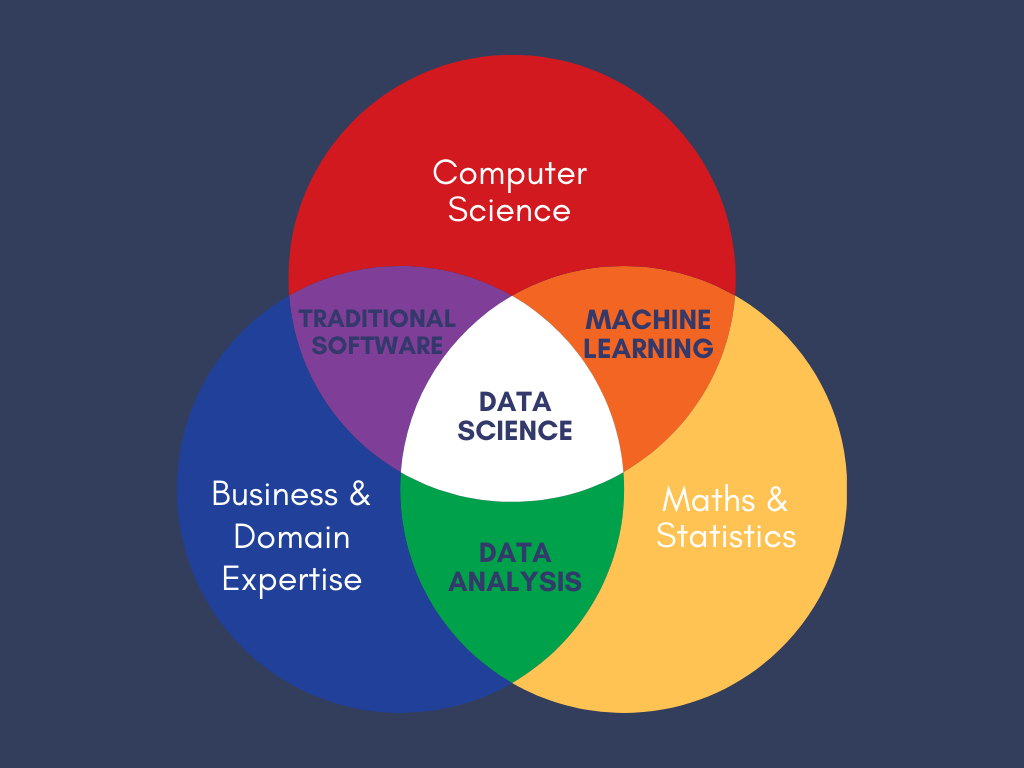 Computer
Science
TRADITIONAL
SOFTWARE
MACHINE
LEARNING
DATA
SCIENCE
Business &
Domain
Expertise
Maths &
Statistics
DATA
ANALYSIS